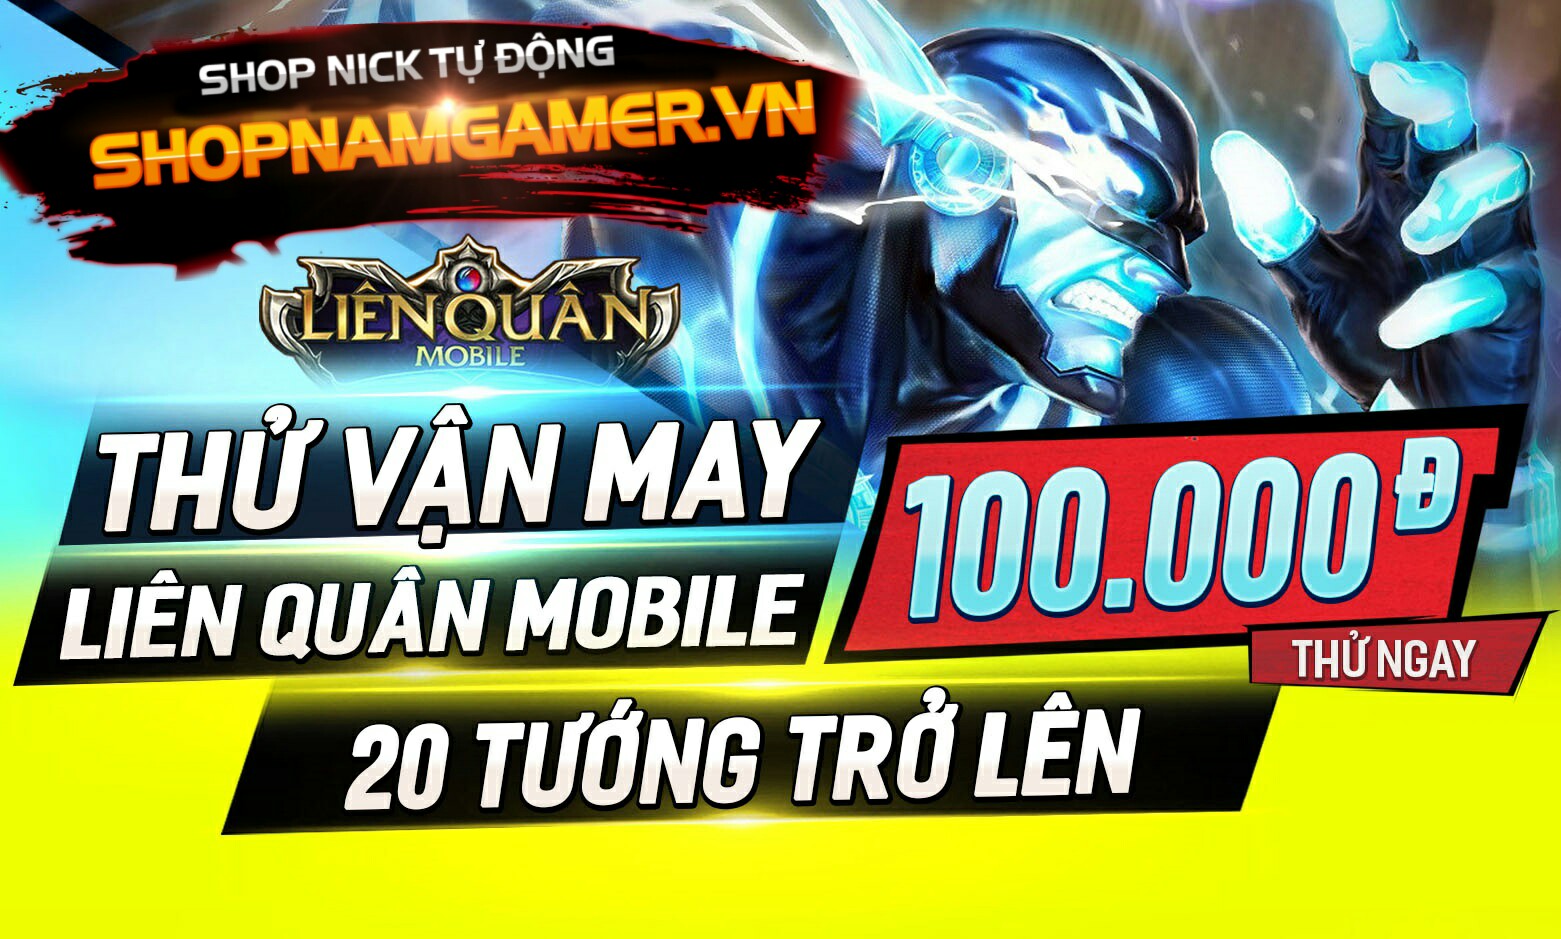 SHOP NICK TỰ ĐỘNG
SHOPNAMGAMER.VN
LIÊN QUÂN
MOBILE
THỬ VẬN MAY
LIÊN QUÂN MOBILE
100.000Đ
THỬ NGAY
20 TƯỚNG TRỞ LÊN